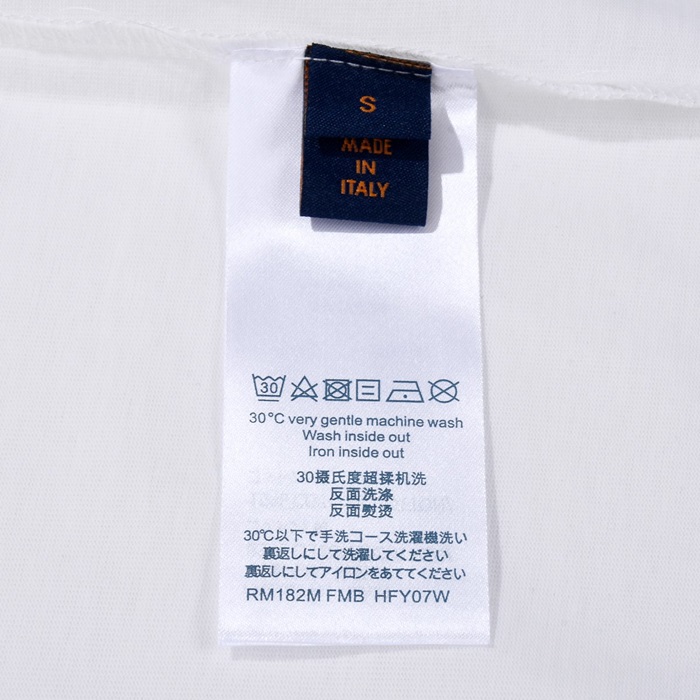 S
MADE
IN
ITALY
30
30°C very gentle machine wash
Wash inside out
Iron inside out
30摄氏度超揉机洗
反面洗涤
反面熨烫
30℃以下で手洗コース洗濯機洗い
裏返しにして洗濯してください
裏返しにしてアイロンをあててください
RM182M FMB HFY07W